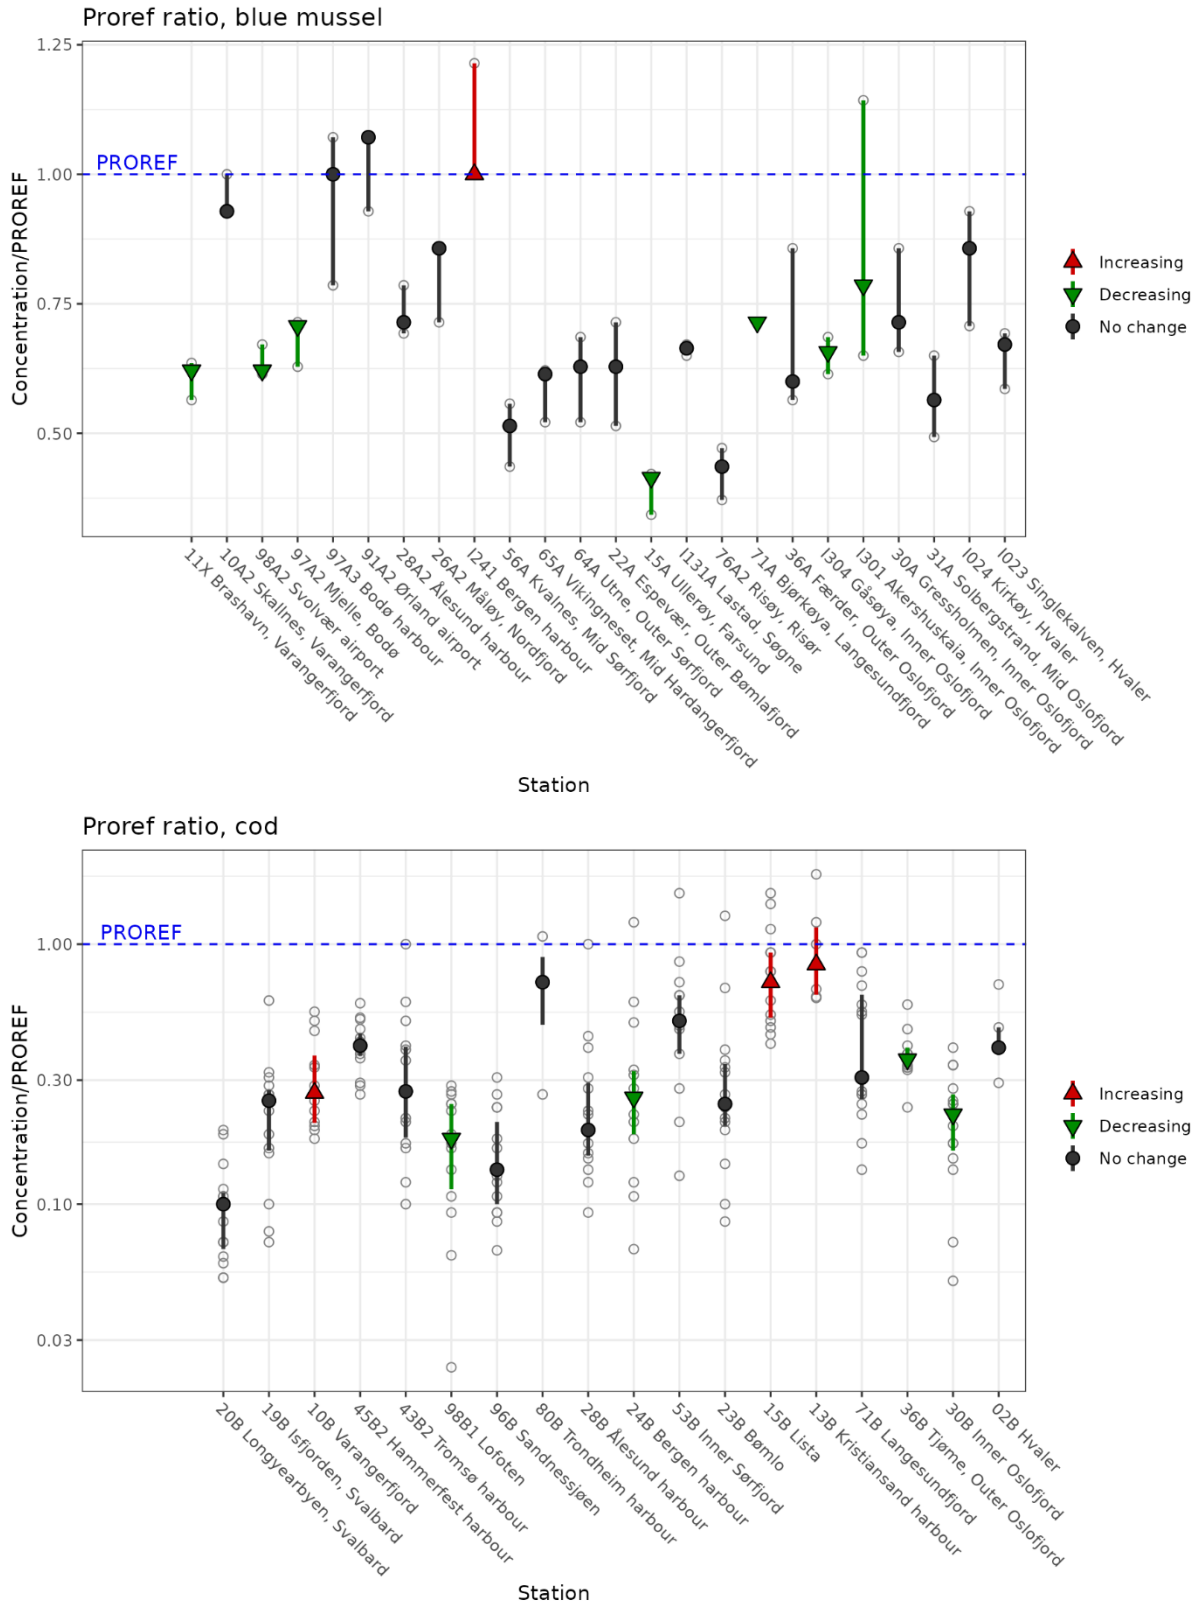 Proref ratio, blue mussel
1.25
1.00
0.75
0.50
Concentration/PROREF
PROREF
Increasing
Decreasing
No change
11X Brashavn, Varangerfjord
10A2 Skallnes, Varangerfjord
98A2 Svolvær airport
97A2 Mjelle, Bodø
97A3 Bodø harbour
91A2 Ørland airport
28A2 Ålesund harbour
26A2 Måløy, Nordfjord
I241 Bergen harbour
56A Kvalnes, Mid Sørfjord
65A Vikingneset, Mid Hardangerfjord
64A Utne, Outer Sørfjord
22A Espevær, Outer Bømlafjord
15A Ullerøy, Farsund
I131A Lastad, Søgne
76A2 Risøy, Risør
71A Bjørkøya, Langesundfjord
36A Færder, Outer Oslofjord
I304 Gåsøya, Inner Oslofjord
I301 Akershuskaia, Inner Oslofjord
30A Gressholmen, Inner Oslofjord
31A Solbergstrand, Mid Oslofjord
I024 Kirkøy, Hvaler
I023 Singlekalven, Hvaler
Station
Proref ratio, cod
1.00
0.30
0.10
0.03
Concentration/PROREF
PROREF
Increasing
Decreasing
No change
20B Longyearbyen, Svalbard
19B Isfjorden, Svalbard
10B Varangerfjord
45B2 Hammerfest harbour
43B2 Tromsø harbour
98B1 Lofoten
96B Sandnessjøen
80B Trondheim harbour
28B Ålesund harbour
24B Bergen harbour
53B Inner Sørfjord
23B Bømlo
15B Lista
13B Kristiansand harbour
71B Langesundfjord
36B Tjøme, Outer Oslofjord
30B Inner Oslofjord
02B Hvaler
Station